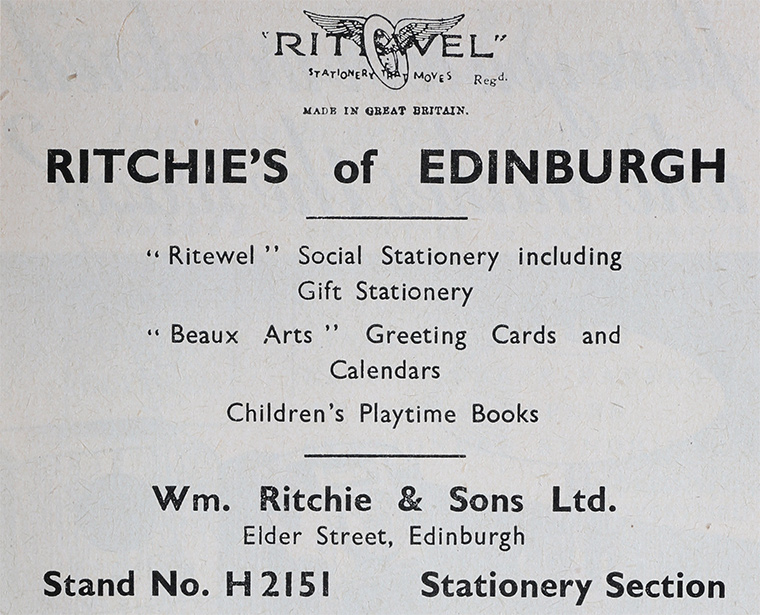 "RITEWEL"
STATIONERY THAT MOVES Regd.
MADE IN GREAT BRITAIN.
RITCHIE'S of EDINBURGH
"Ritewel" Social Stationery including
Gift Stationery
"Beaux Arts" Greeting Cards and
Calendars
Children's Playtime Books
Wm. Ritchie & Sons Ltd.
Elder Street, Edinburgh
Stand No. H 2151 Stationery Section